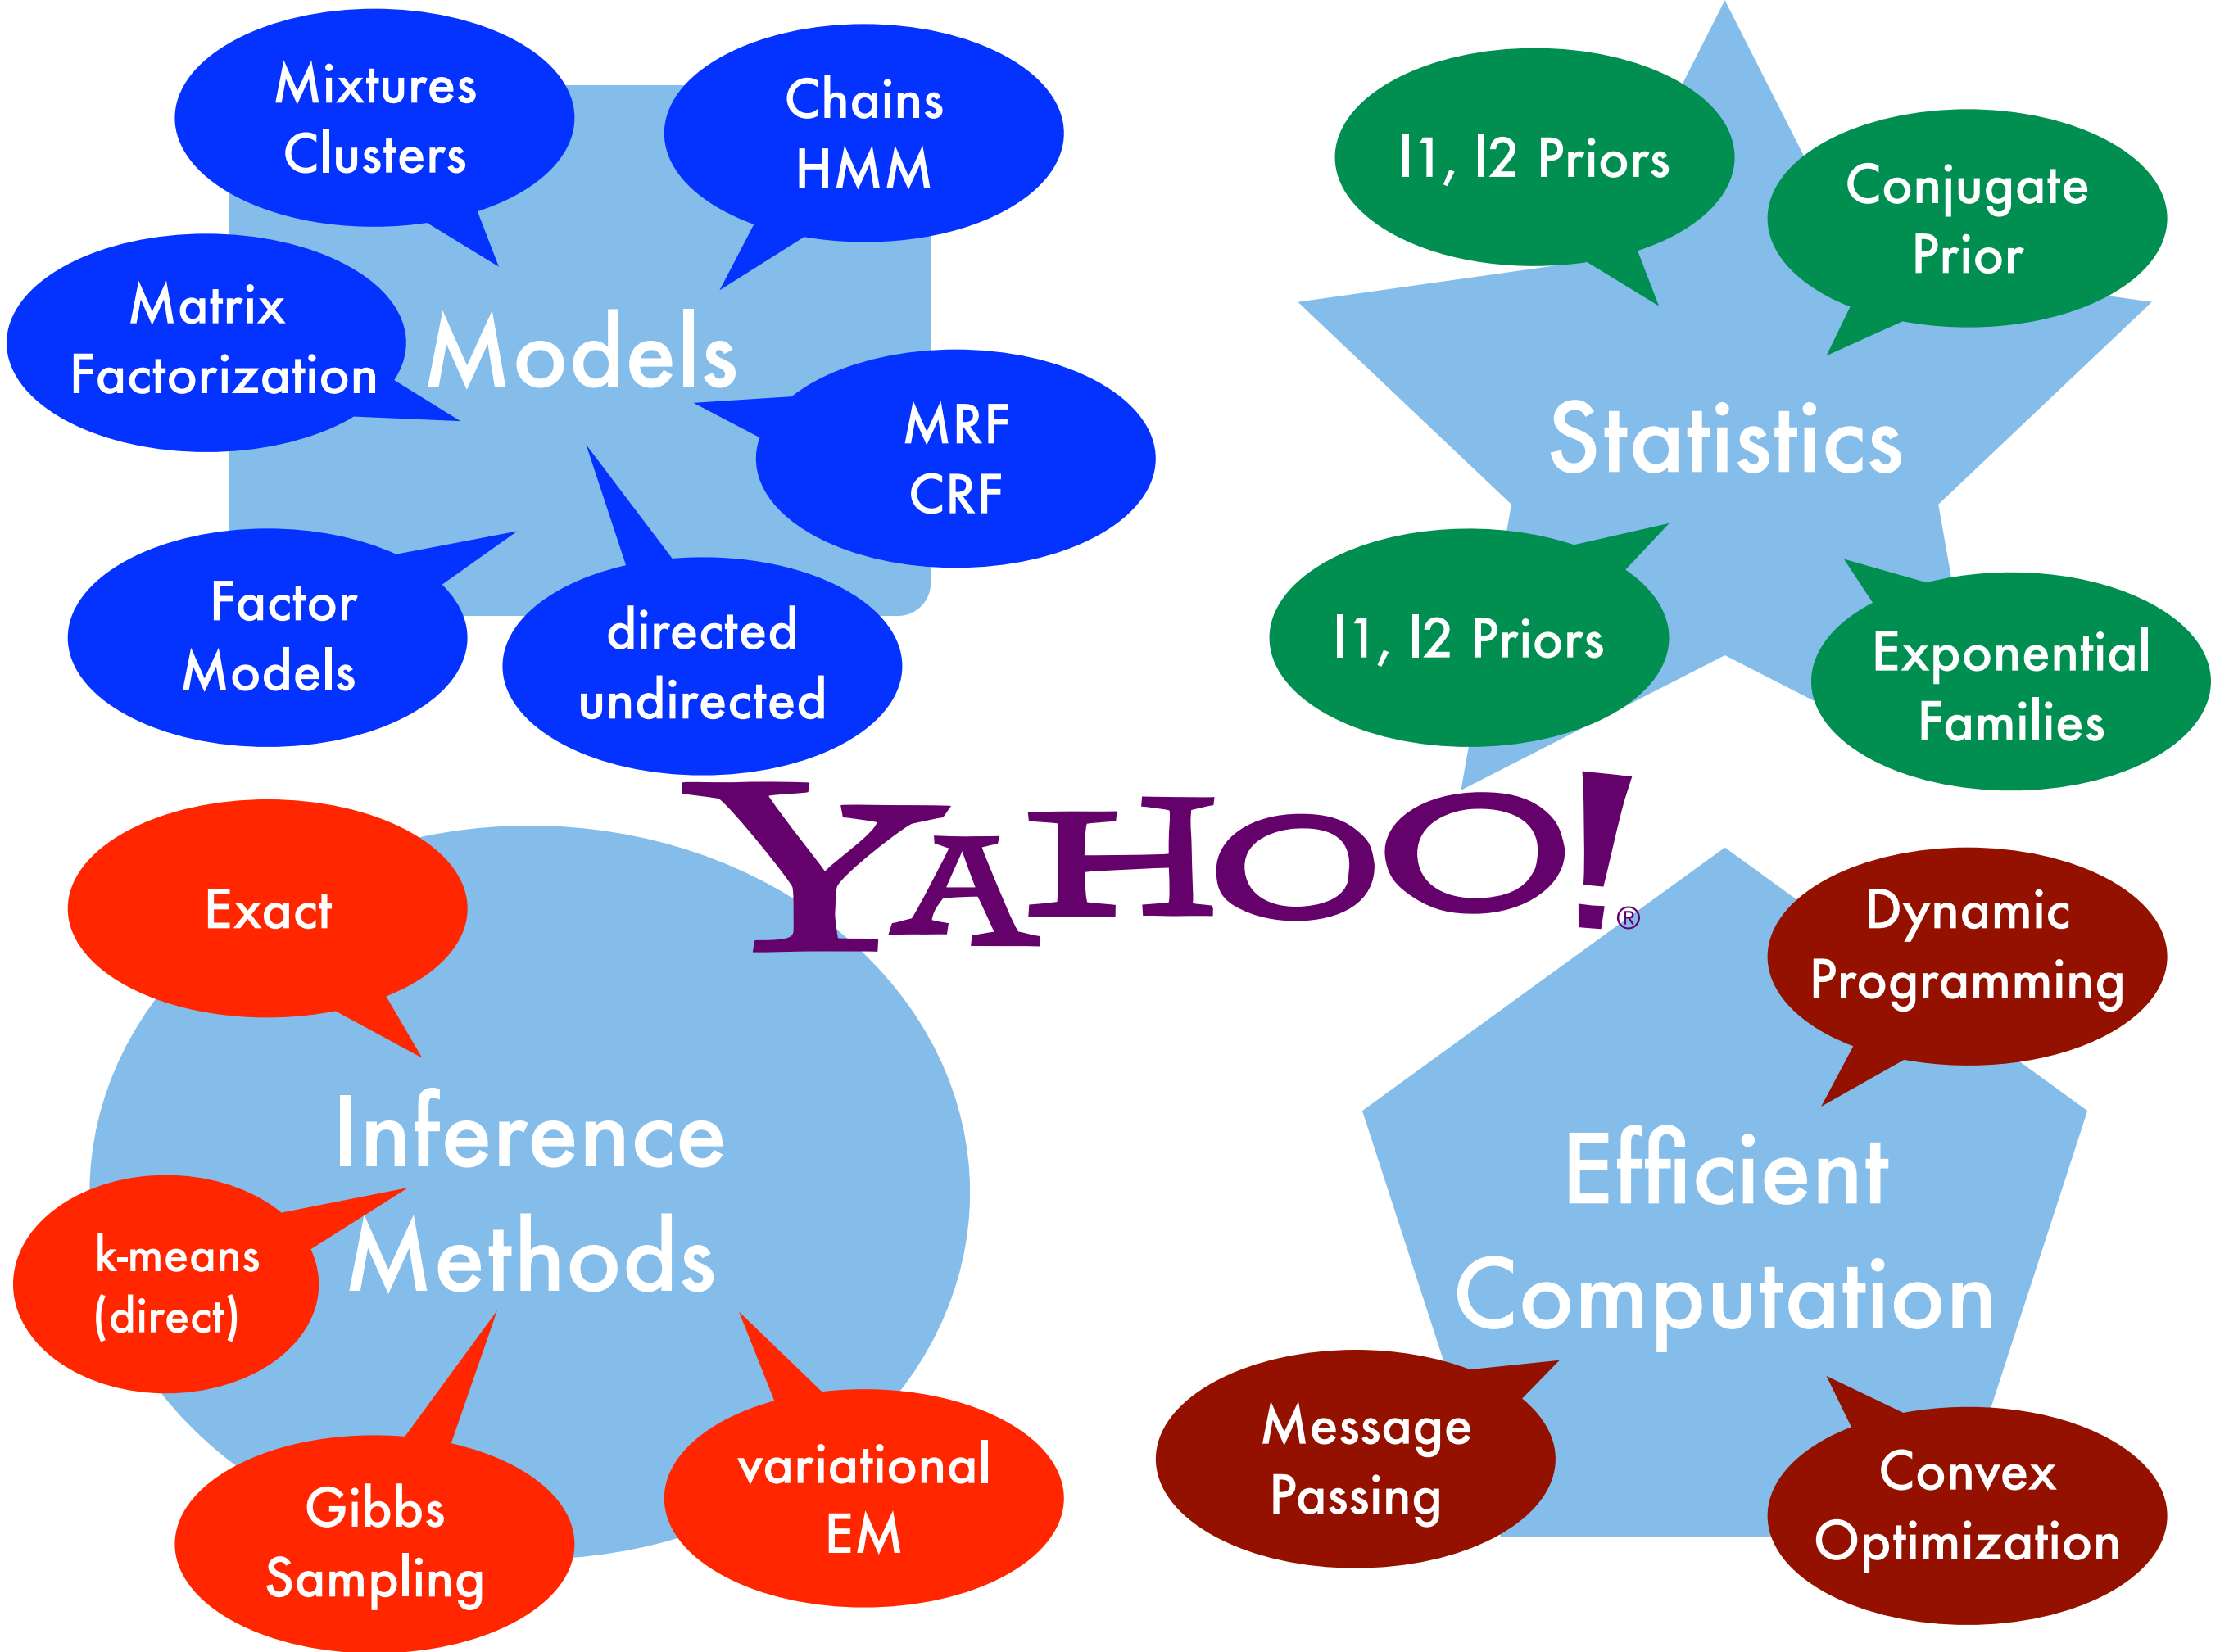 Mixtures
Clusters
Chains
HMM
Matrix
Factorization
Models
MRF
CRF
Factor
Models
directed
undirected
l1, l2 Priors
Conjugate
Prior
Statistics
l1, l2 Priors
Exponential
Families
YAHOO!®
Exact
Inference
Methods
k-means
(direct)
Gibbs
Sampling
variational
EM
Dynamic
Programming
Efficient
Computation
Message
Passing
Convex
Optimization